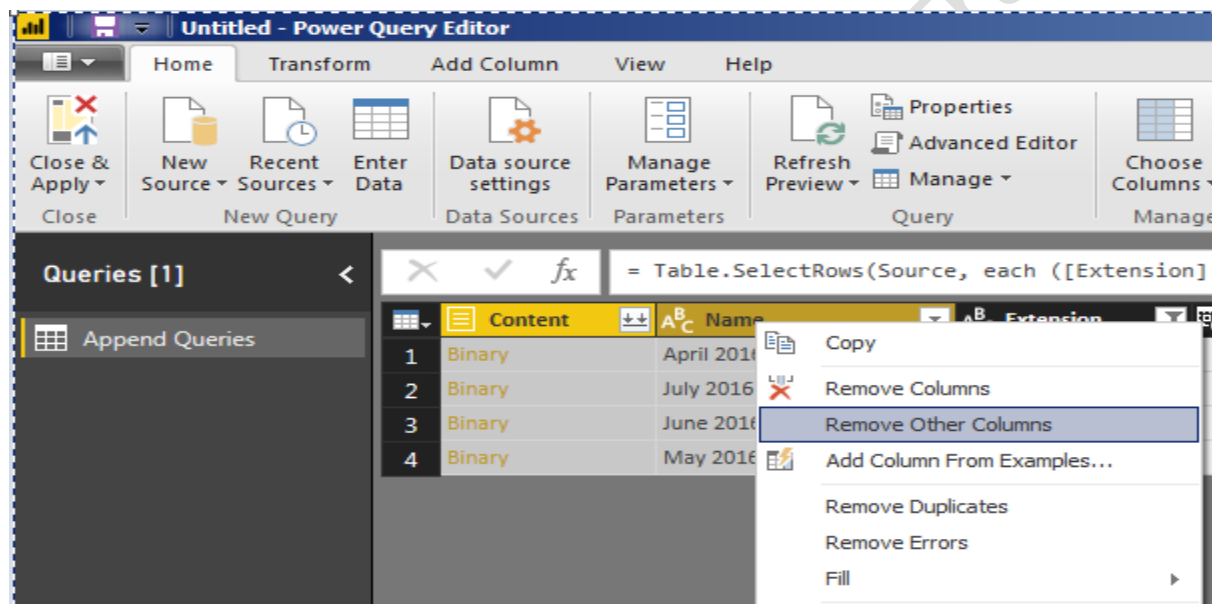 Untitled - Power Query Editor
Home Transform Add Column View Help
Close & Apply
New Source
Recent Sources
Enter Data
Data source settings
Manage Parameters
Refresh Preview
Properties
Advanced Editor
Manage
Choose Columns
Close New Query Data Sources Parameters Query Manage
Queries [1]
fx = Table.SelectRows(Source, each ([Extension]
Append Queries
Content ABC Name Extension
1 Binary April 2016
2 Binary July 2016
3 Binary June 2016
4 Binary May 2016
Copy
Remove Columns
Remove Other Columns
Add Column From Examples...
Remove Duplicates
Remove Errors
Fill